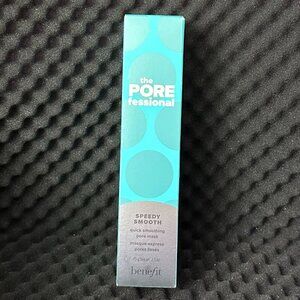 the
PORE
fessional
SPEEDY
SMOOTH
quick smoothing
pore mask
masque express
pores lissés
benefit